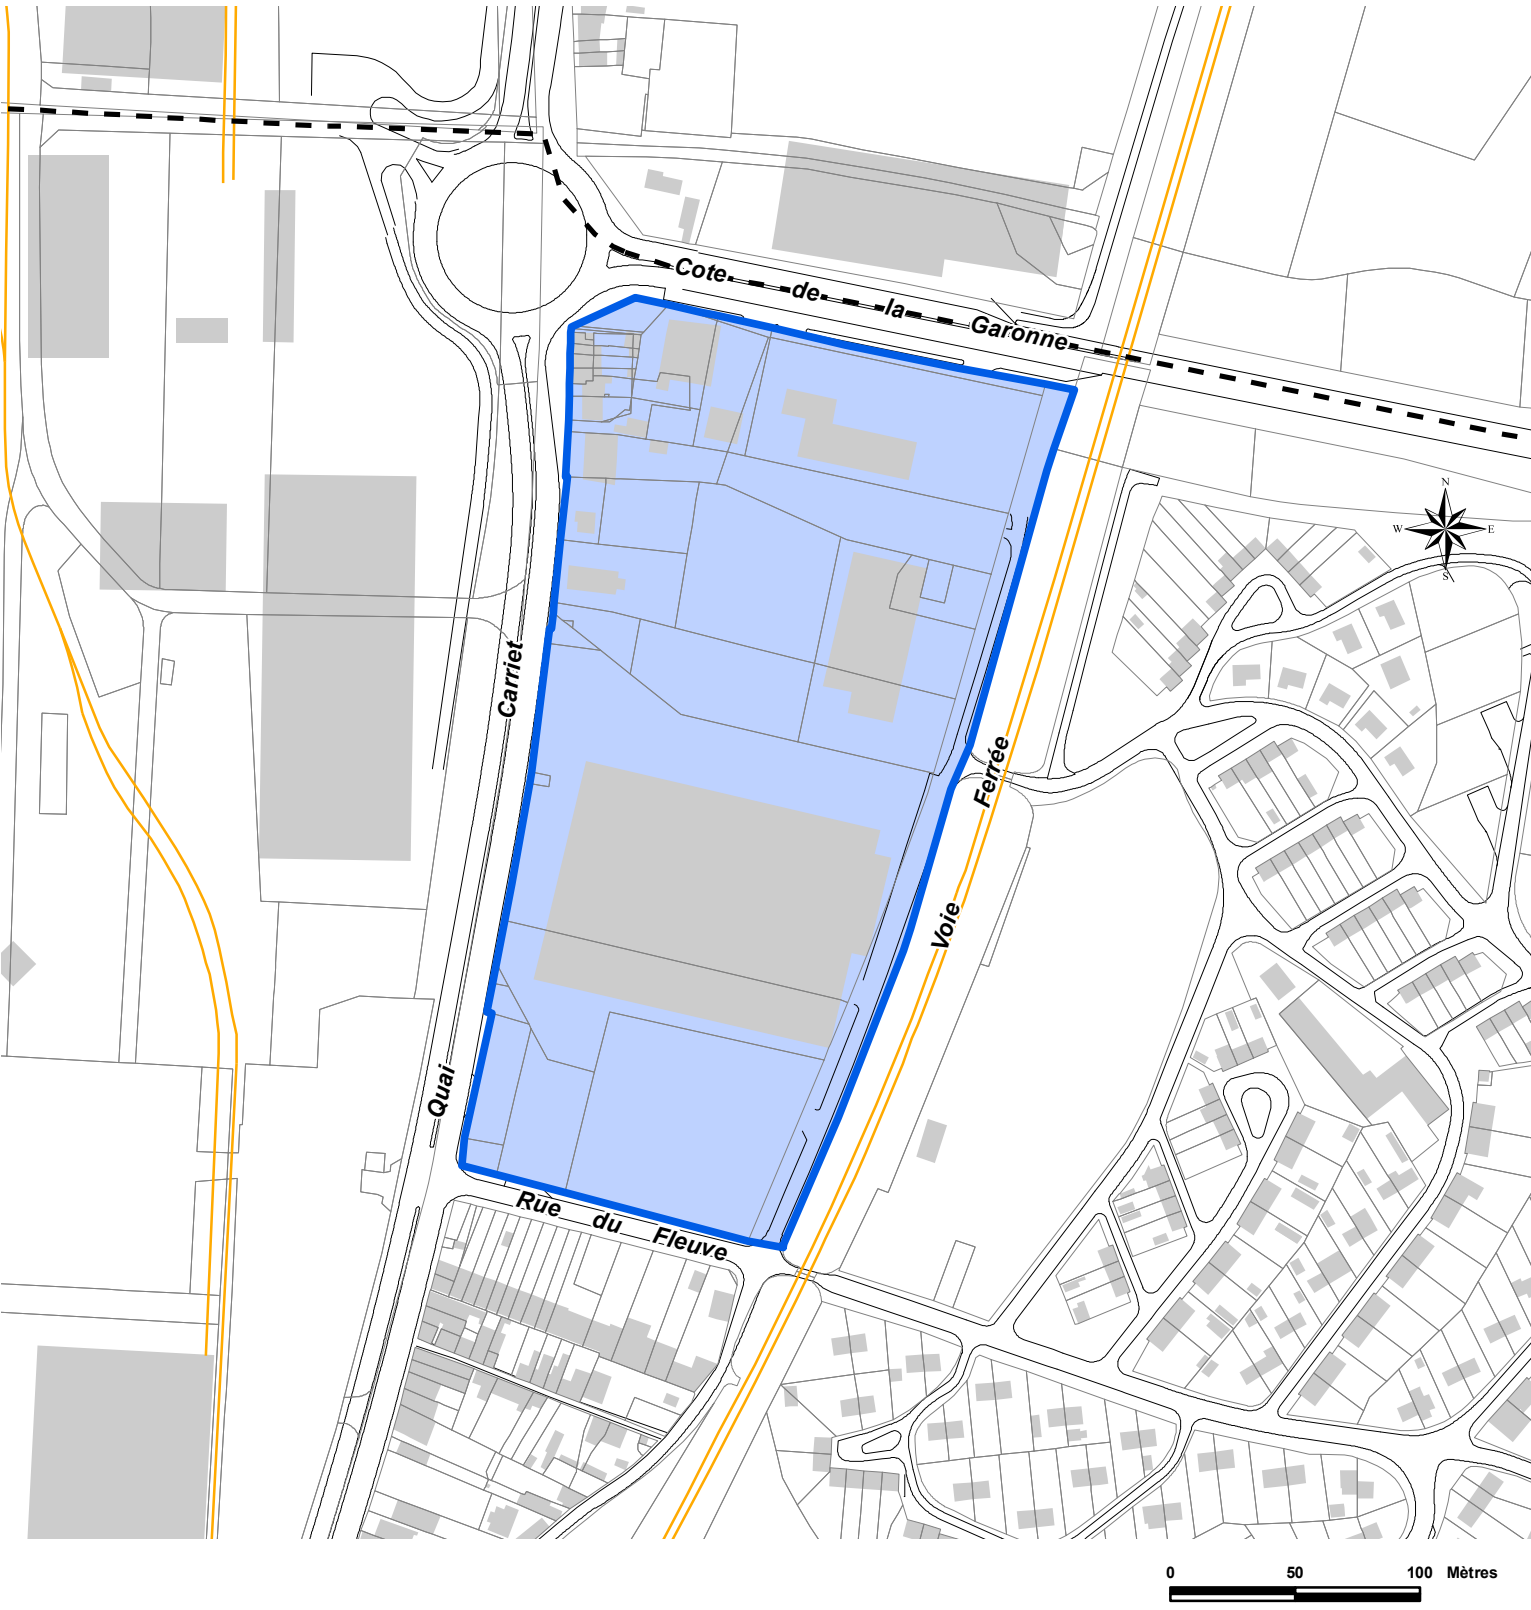 Cote de la Garonne
N
W E
S
Carriet
Ferrée
Voie
Quai
Rue du Fleuve
0 50 100 Mètres